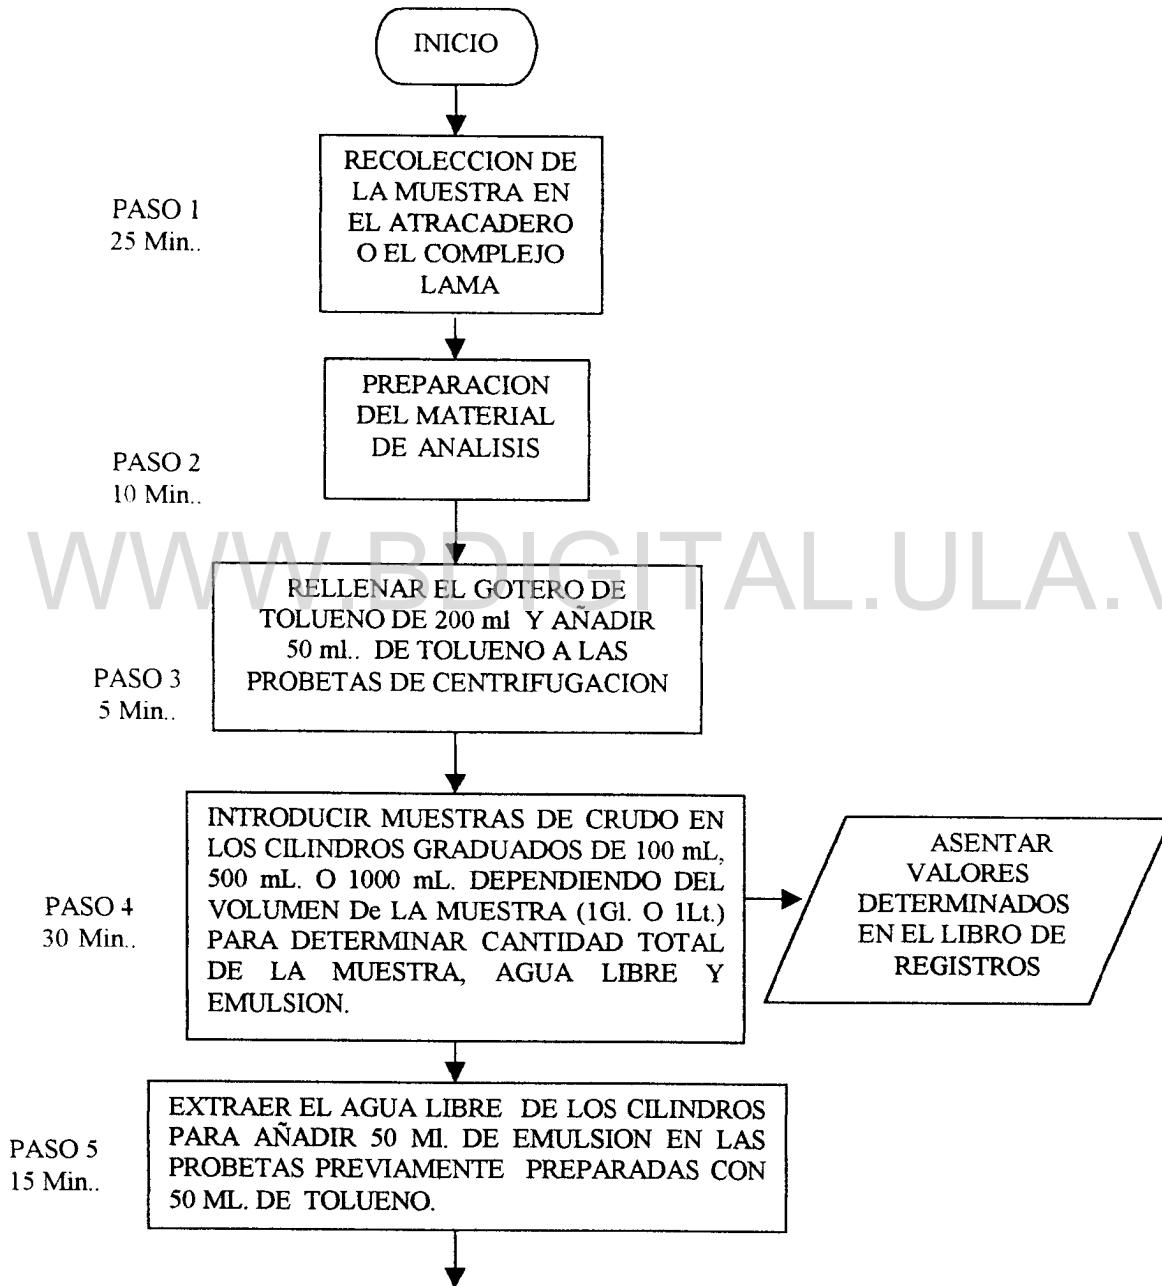 INICIO
RECOLECCION DE
LA MUESTRA EN
EL ATRACADERO
O EL COMPLEJO
LAMA
PASO 1
25 Min..
PREPARACION
DEL MATERIAL
DE ANALISIS
PASO 2
10 Min..
WWW.BDIGITAL.ULA.V
RELLENAR EL GOTERO DE
TOLUENO DE 200 ml Y AÑADIR
50 ml.. DE TOLUENO A LAS
PROBETAS DE CENTRIFUGACION
PASO 3
5 Min..
INTRODUCIR MUESTRAS DE CRUDO EN
LOS CILINDROS GRADUADOS DE 100 mL,
500 mL. O 1000 mL. DEPENDIENDO DEL
VOLUMEN De LA MUESTRA (1Gl. O 1Lt.)
PARA DETERMINAR CANTIDAD TOTAL
DE LA MUESTRA, AGUA LIBRE Y
EMULSION.
PASO 4
30 Min..
ASENTAR
VALORES
DETERMINADOS
EN EL LIBRO DE
REGISTROS
EXTRAER EL AGUA LIBRE DE LOS CILINDROS
PARA AÑADIR 50 Ml. DE EMULSION EN LAS
PROBETAS PREVIAMENTE PREPARADAS CON
50 ML. DE TOLUENO.
PASO 5
15 Min..